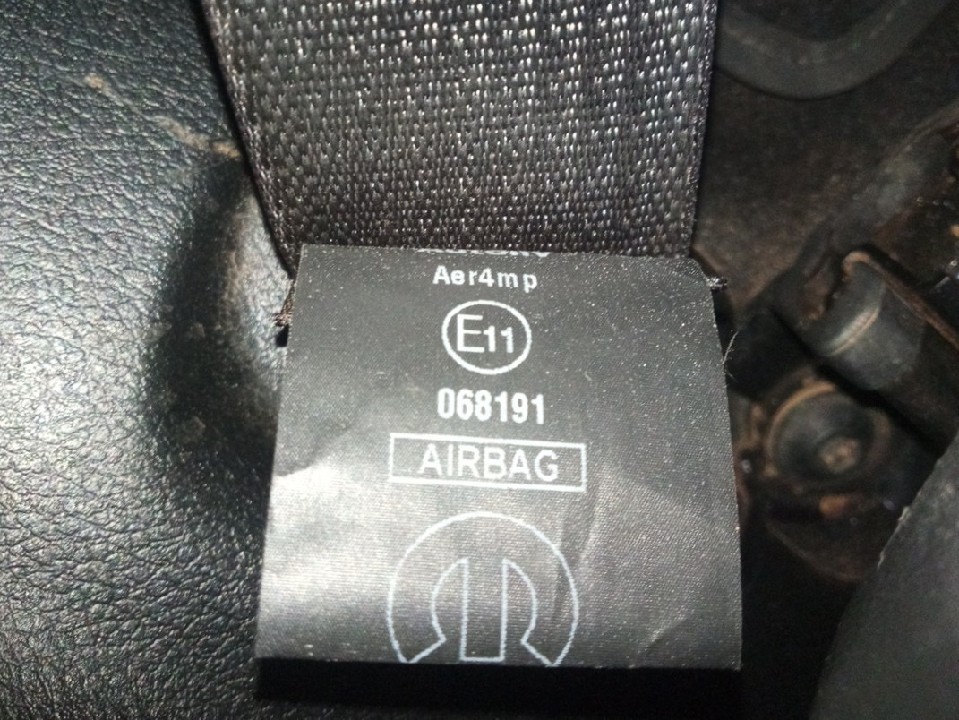 Aer4mp
E11
068191
AIRBAG